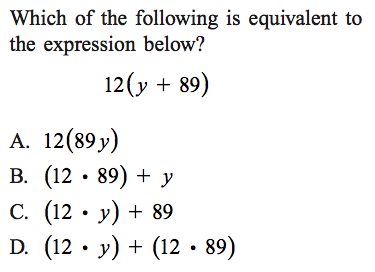 Which of the following is equivalent to
the expression below?
12(y + 89)
A. 12(89y)
B. (12 • 89) + y
C. (12 • y) + 89
D. (12 • y) + (12 • 89)